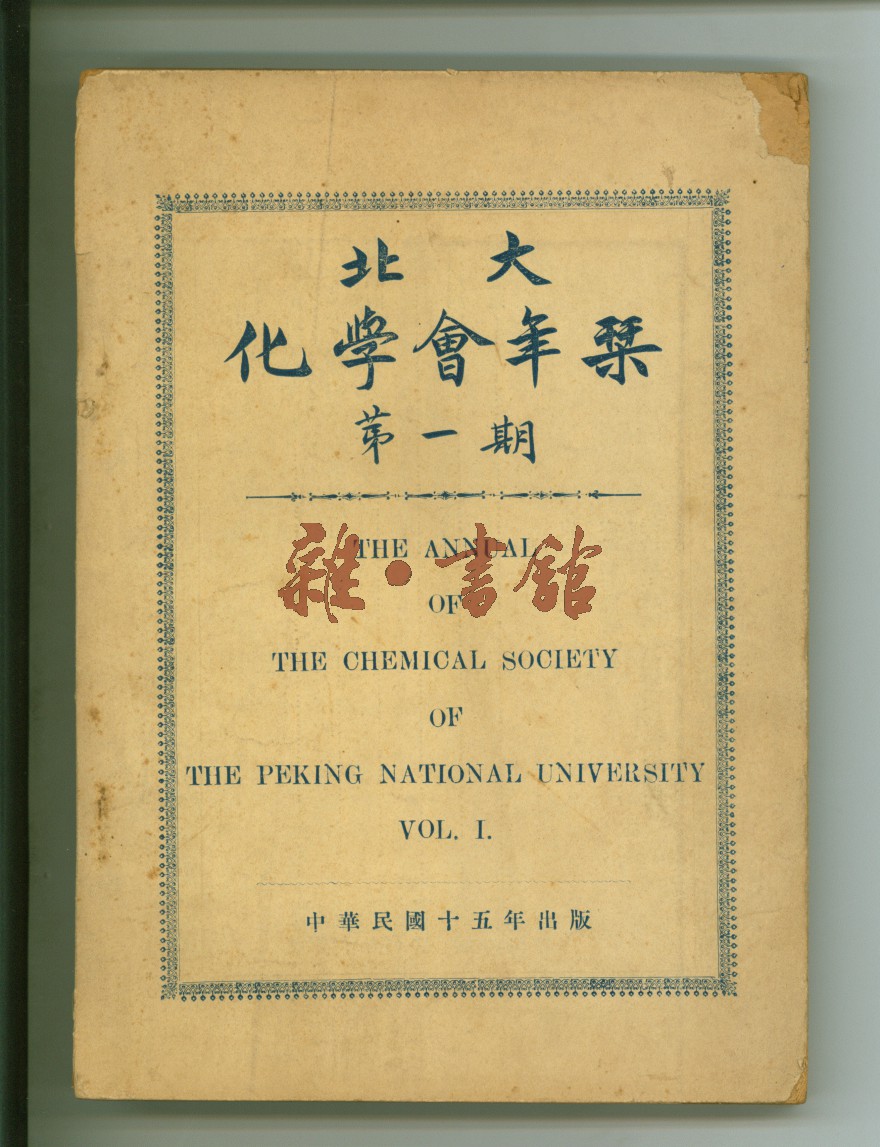 北大
化學會年栞
第一期
THE ANNUAL
雜·書館
OF
THE CHEMICAL SOCIETY
OF
THE PEKING NATIONAL UNIVERSITY
VOL. I.
中華民國十五年出版